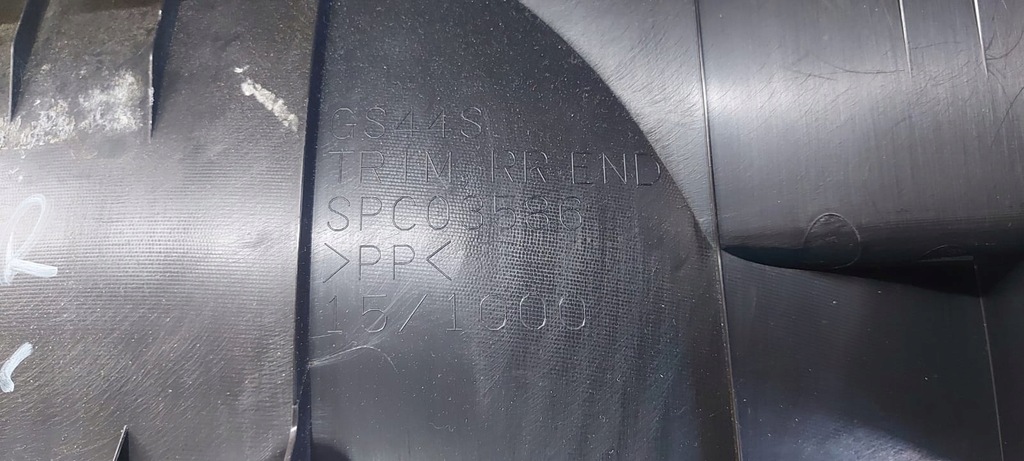 GS44S
TRIM RR END
SPC03586
>PP<
15/1000